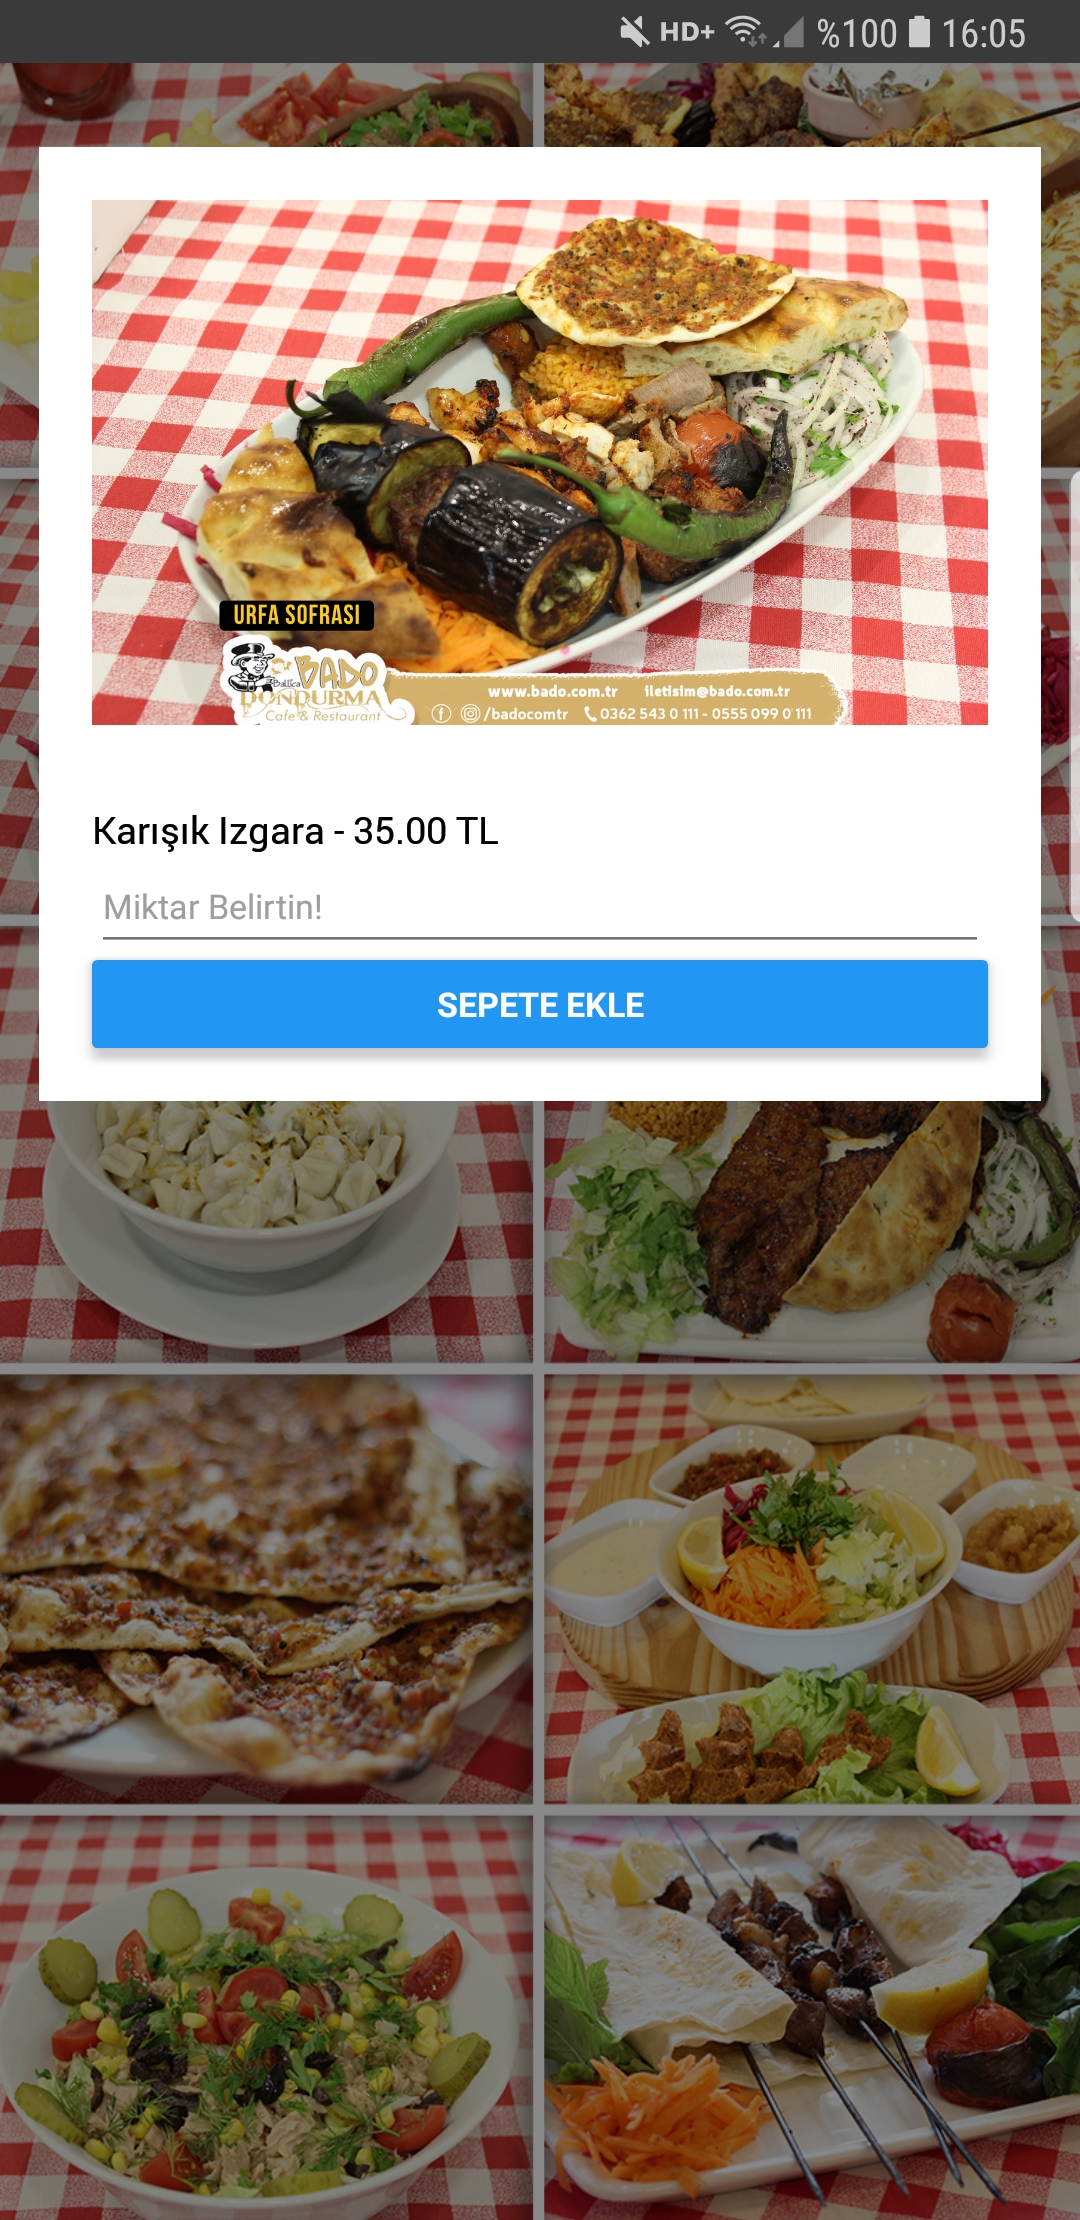 HD+ %100 16:05
URFA SOFRASI
Ballıca
BADO
DONDURMA
Cafe & Restaurant
www.bado.com.tr iletisim@bado.com.tr
/badocomtr 0362 543 0 111 - 0555 099 0 111
Karışık Izgara - 35.00 TL
Miktar Belirtin!
SEPETE EKLE